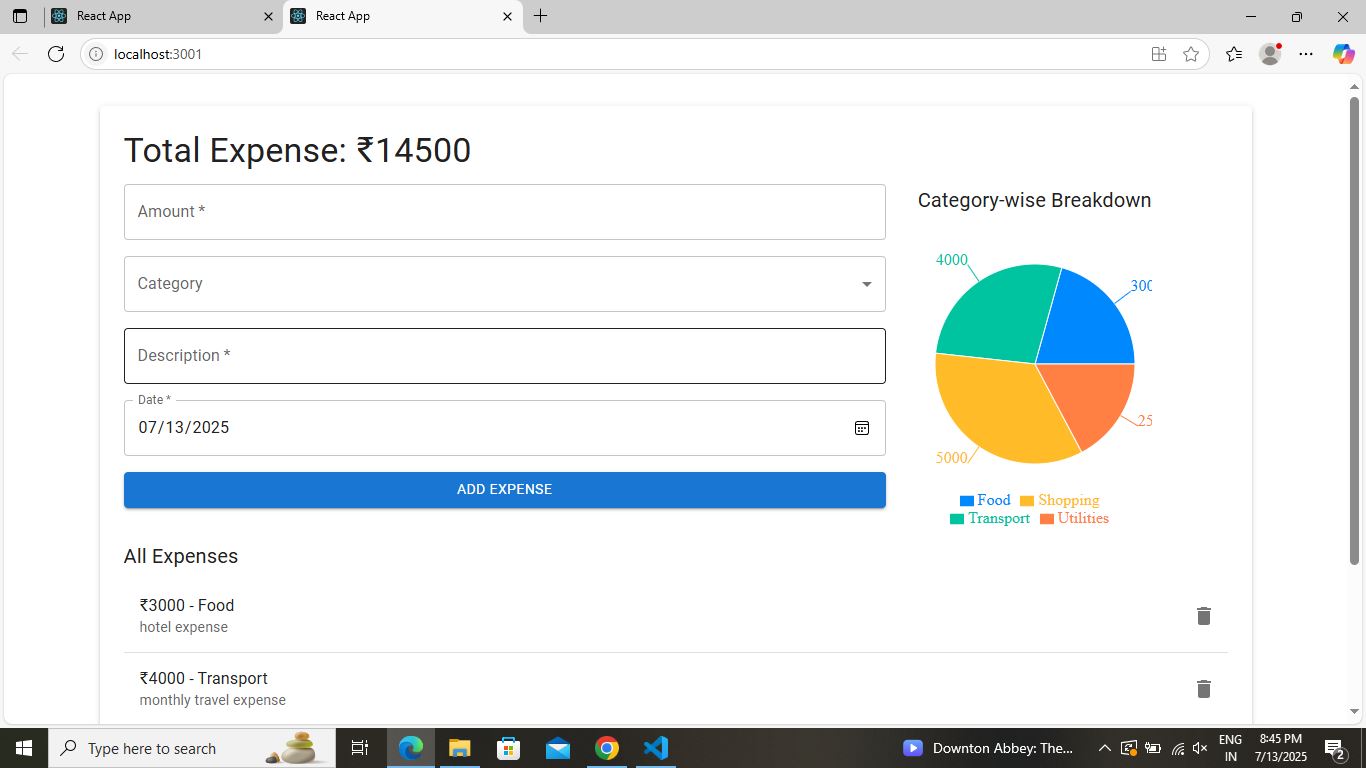 React App
React App
localhost:3001
Total Expense: ₹14500
Amount *
Category-wise Breakdown
Category
4000
300
Description *
Date *
07/13/2025
25
5000
ADD EXPENSE
Food Shopping
Transport Utilities
All Expenses
₹3000 - Food
hotel expense
₹4000 - Transport
monthly travel expense
Type here to search
Downton Abbey: The...
ENG
IN
8:45 PM
7/13/2025
2